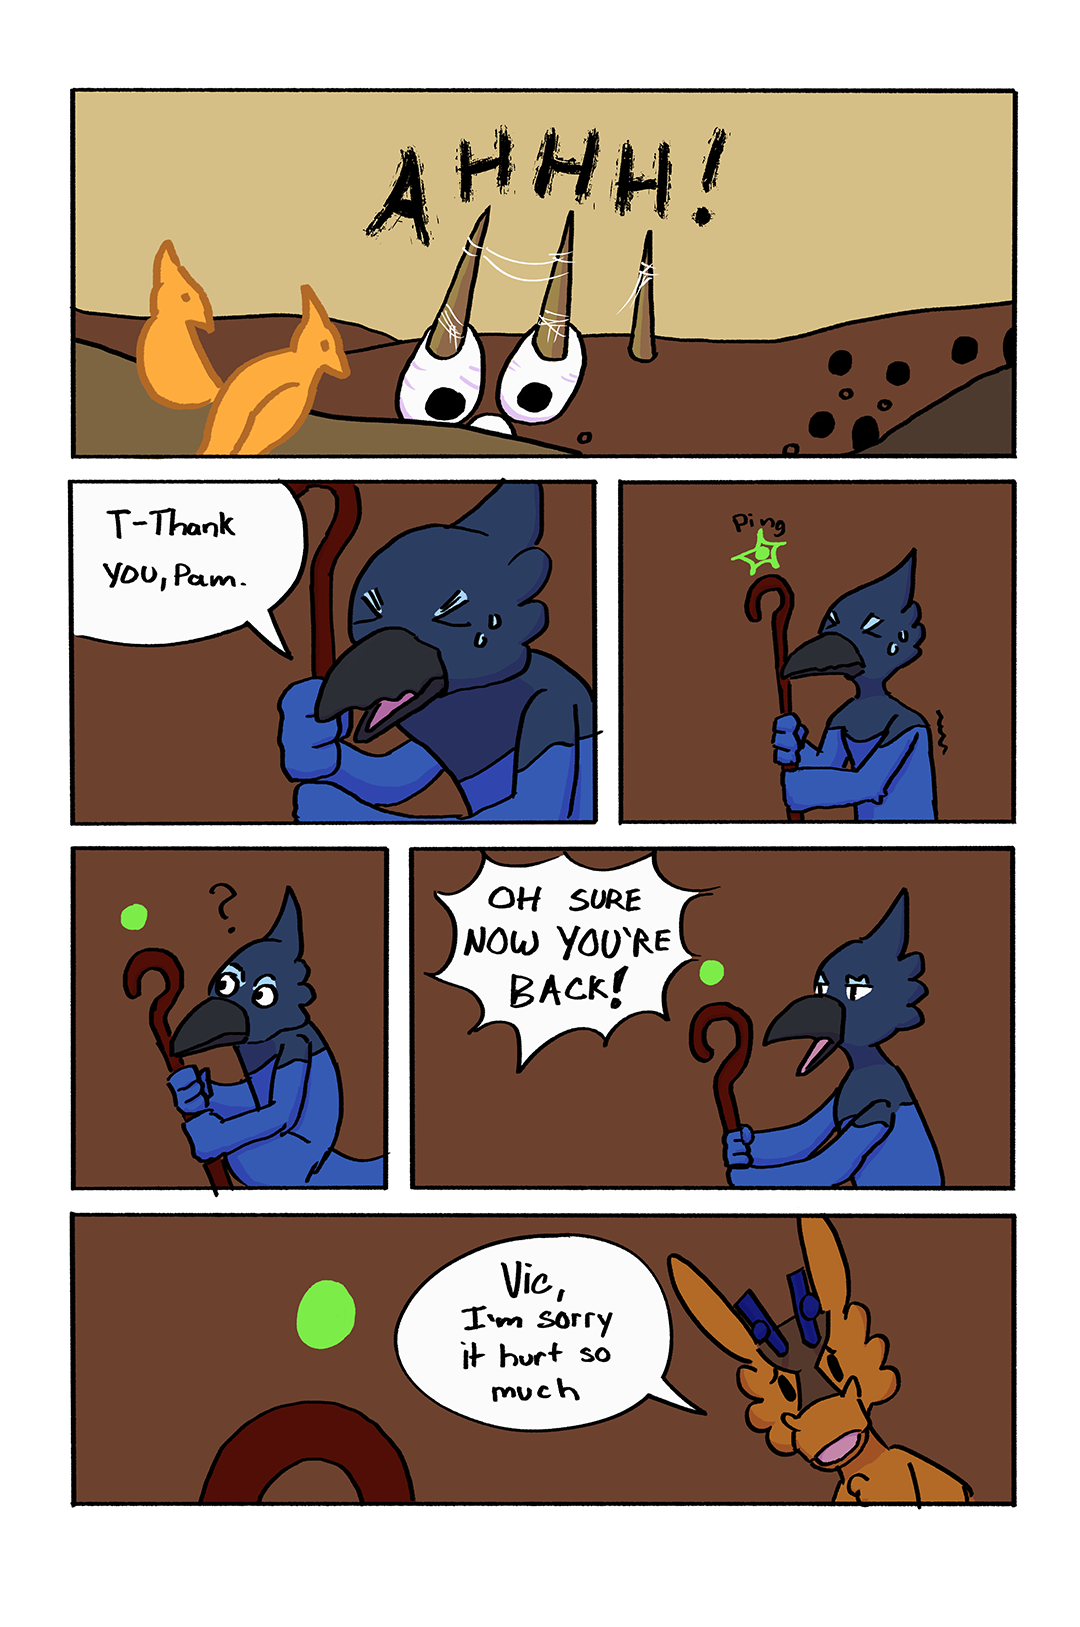 AHHH!
T-Thank
YOU, Pam.
Ping
?
OH SURE
NOW YOU'RE
BACK!
Vic,
I'm sorry
it hurt so
much